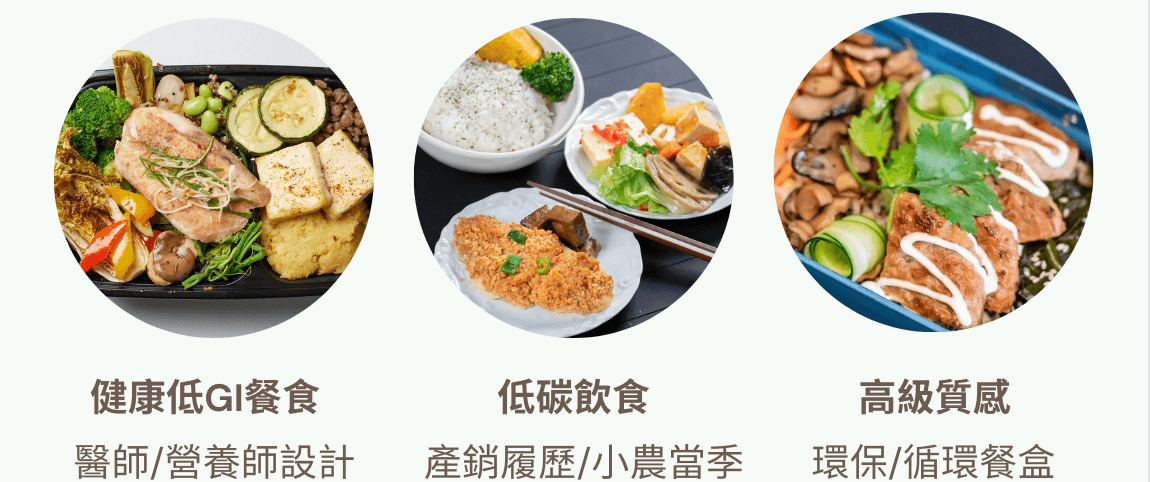 健康低GI餐食
醫師/營養師設計
低碳飲食
產銷履歷/小農當季
高級質感
環保/循環餐盒